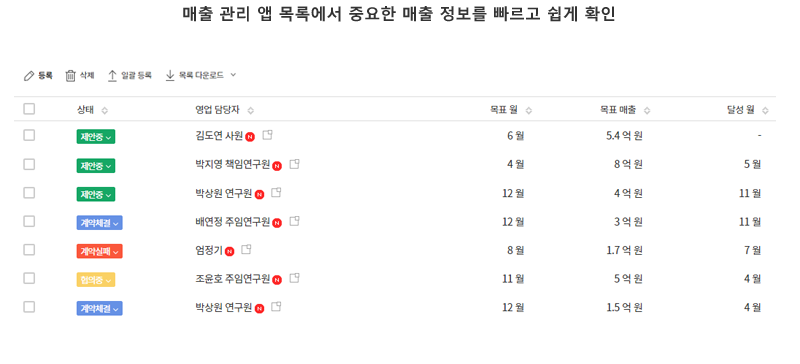 매출 관리 앱 목록에서 중요한 매출 정보를 빠르고 쉽게 확인
등록 삭제 일괄 등록 목록 다운로드
상태 영업 담당자 목표 월 목표 매출 달성 월
제안중 김도연 사원 N 6 월 5.4 억 원 -
제안중 박지영 책임연구원 N 4 월 8 억 원 5 월
제안중 박상원 연구원 N 12 월 4 억 원 11 월
계약체결 배연정 주임연구원 N 12 월 3 억 원 11 월
계약실패 엄정기 N 8 월 1.7 억 원 7 월
협의중 조윤호 주임연구원 N 11 월 5 억 원 4 월
계약체결 박상원 연구원 N 12 월 1.5 억 원 4 월